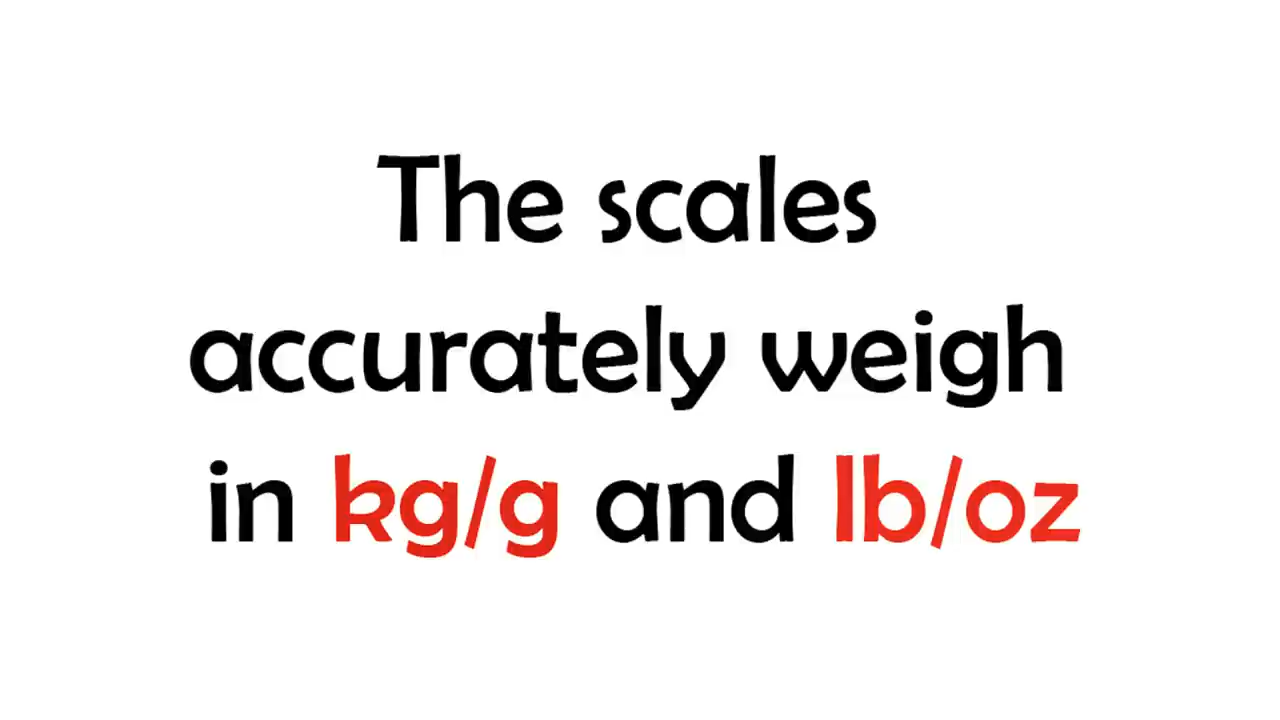 The scales
accurately weigh
in kg/g and lb/oz